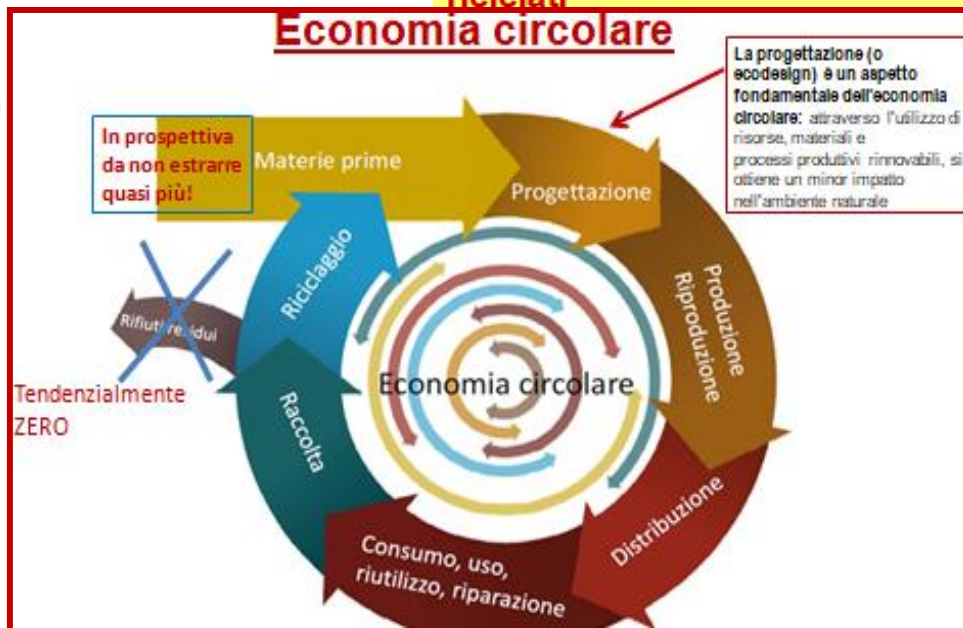 riciclati
Economia circolare
La progettazione (o
ecodesign) è un aspetto
fondamentale dell'economia
circolare: attraverso l'utilizzo di
risorse, materiali e
processi produttivi rinnovabili, si
ottiene un minor impatto
nell'ambiente naturale
In prospettiva
da non estrarre
quasi più!
Materie prime
Progettazione
Produzione
Riproduzione
Distribuzione
Consumo, uso,
riutilizzo, riparazione
Raccolta
Riciclaggio
Rifiuti residui
Tendenzialmente
ZERO
Economia circolare